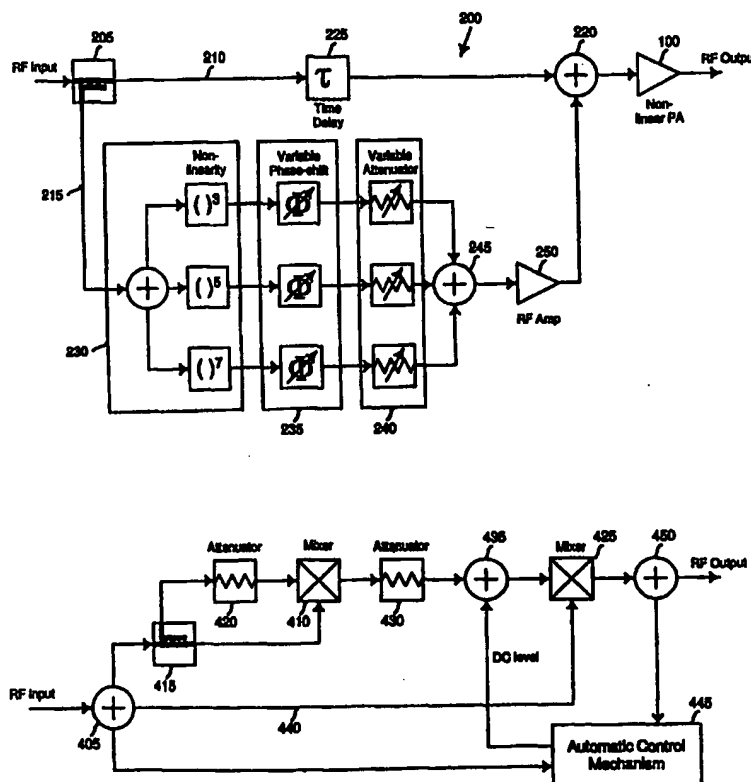 200
205
210
225
220
100
RF Input
τ
RF Output
Time
Delay
Non-
linear PA
Non-
linearity
Variable
Phase-shift
Variable
Attenuator
215
( )3
Φ
245
250
( )5
Φ
RF Amp
( )7
Φ
230
235
240
Attenuator
Mixer
Attenuator
435
Mixer
425
450
RF Output
420
410
430
415
DC level
RF Input
405
440
445
Automatic Control
Mechanism